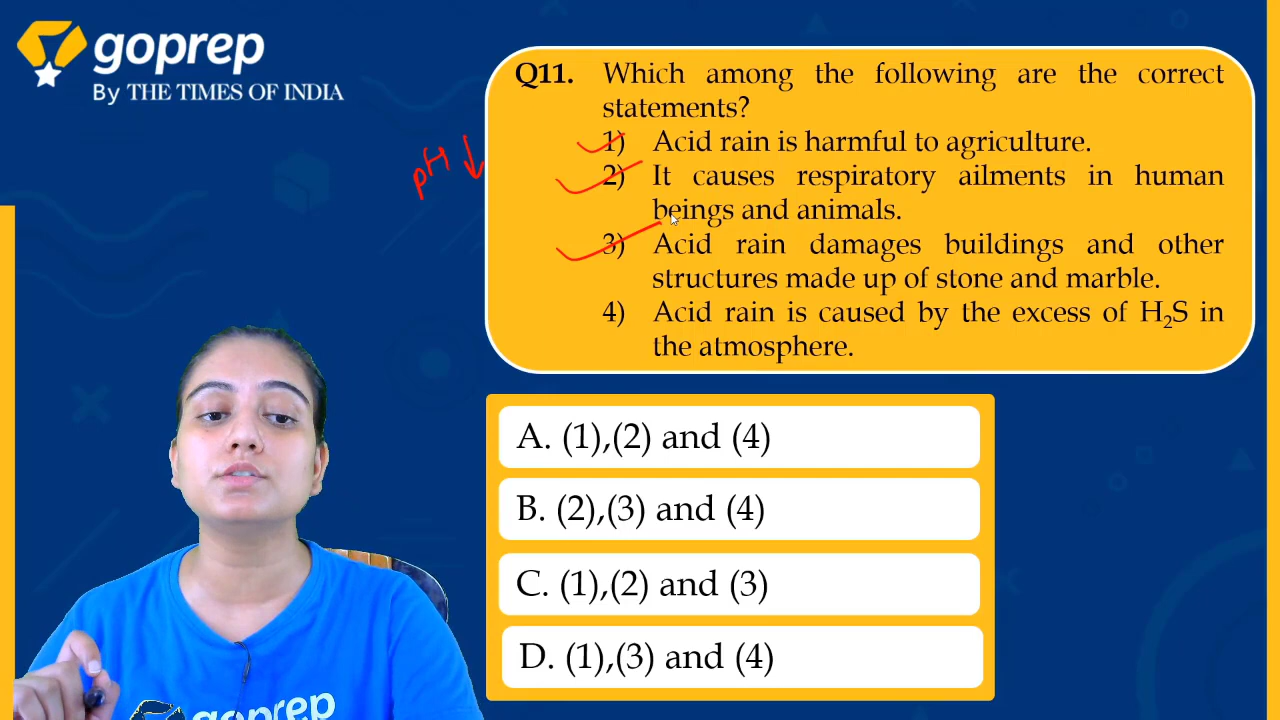 goprep
By THE TIMES OF INDIA
pH ↓
Q11. Which among the following are the correct
statements?
1) Acid rain is harmful to agriculture.
2) It causes respiratory ailments in human
beings and animals.
3) Acid rain damages buildings and other
structures made up of stone and marble.
4) Acid rain is caused by the excess of H₂S in
the atmosphere.
A. (1),(2) and (4)
B. (2),(3) and (4)
C. (1),(2) and (3)
D. (1),(3) and (4)
goprep